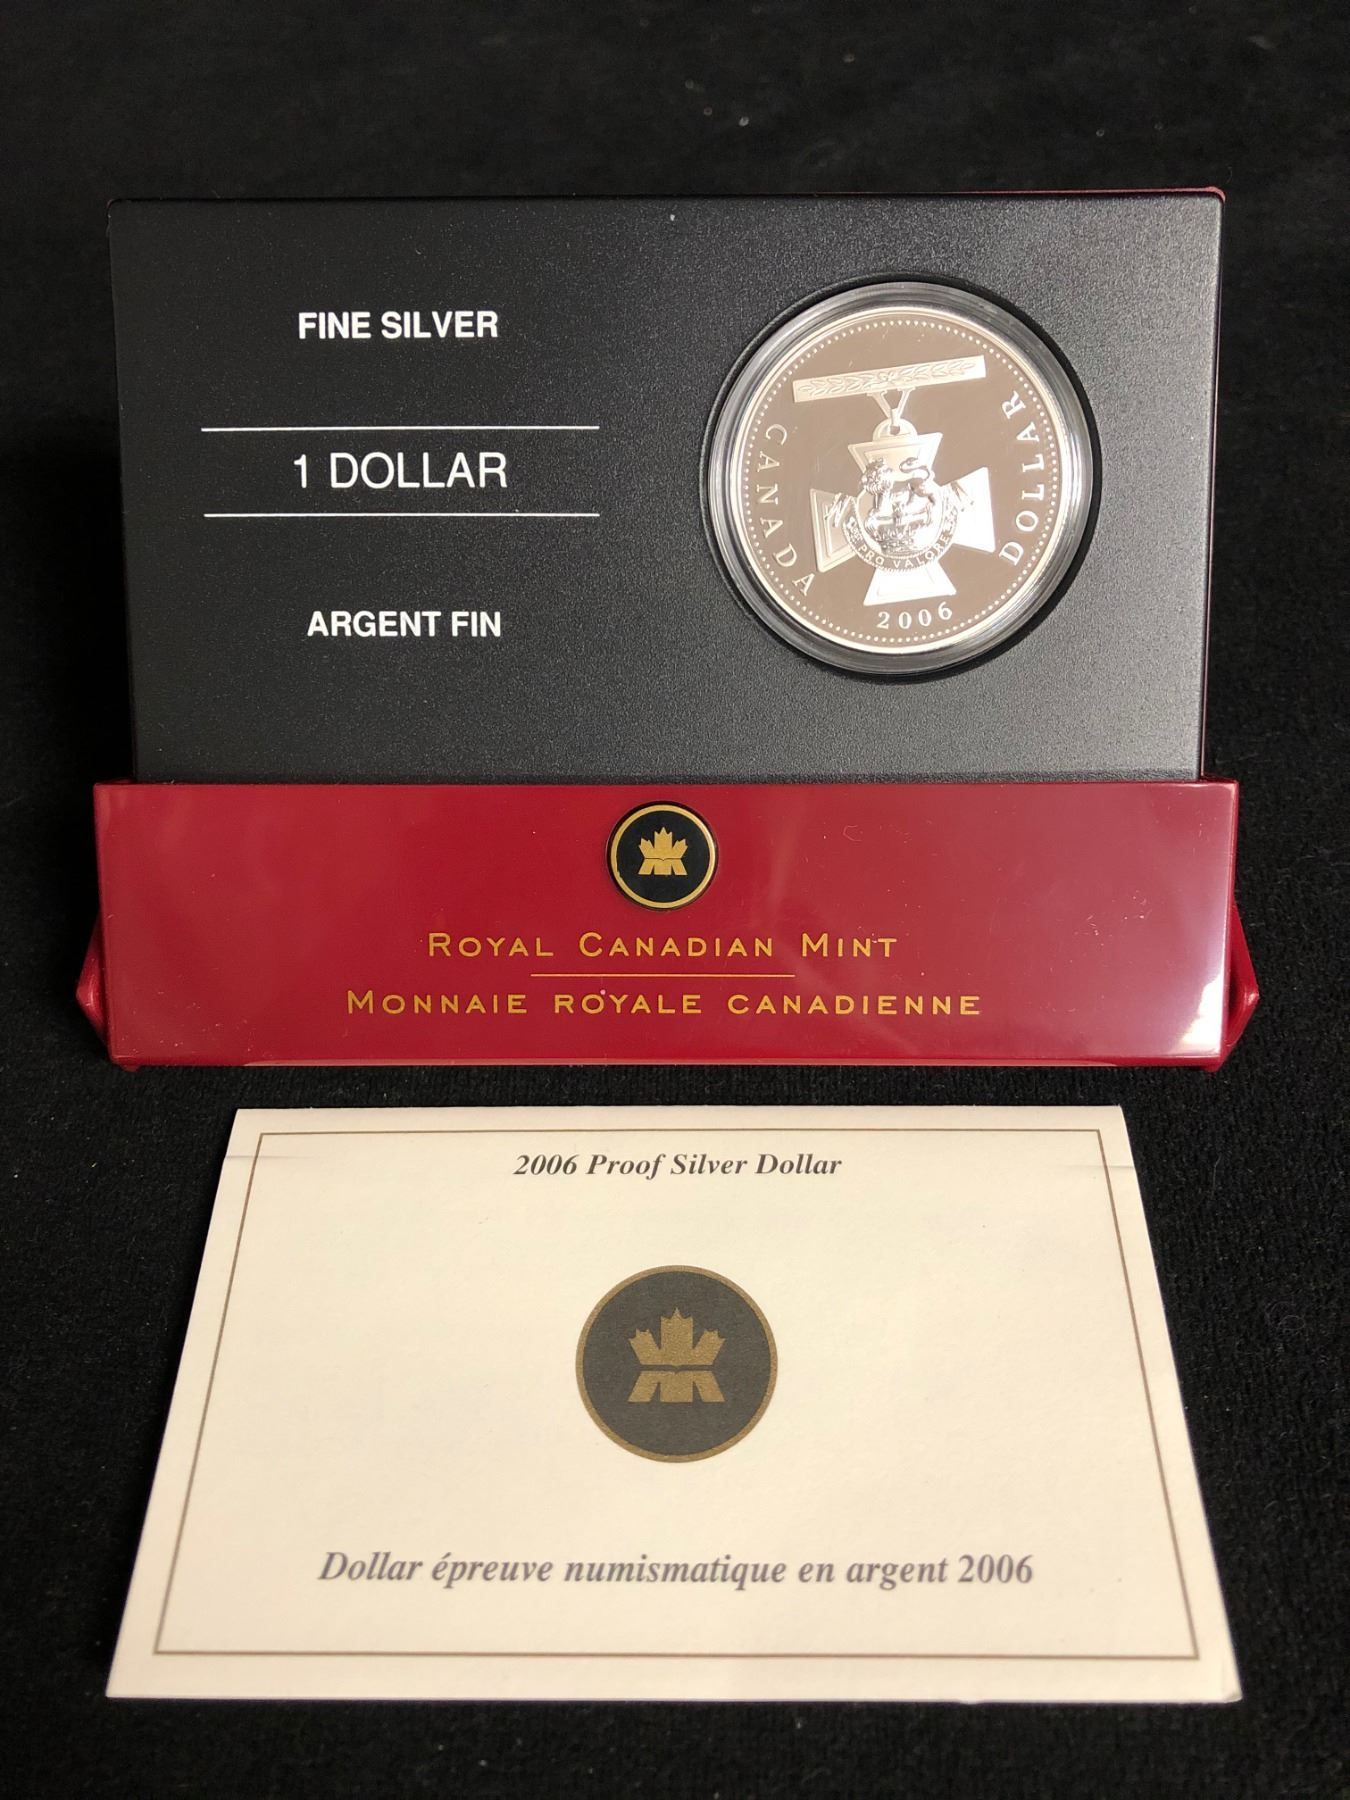 FINE SILVER
1 DOLLAR
ARGENT FIN
CANADA
DOLLAR
PRO VALORE
2006
ROYAL CANADIAN MINT
MONNAIE ROYALE CANADIENNE
2006 Proof Silver Dollar
Dollar épreuve numismatique en argent 2006